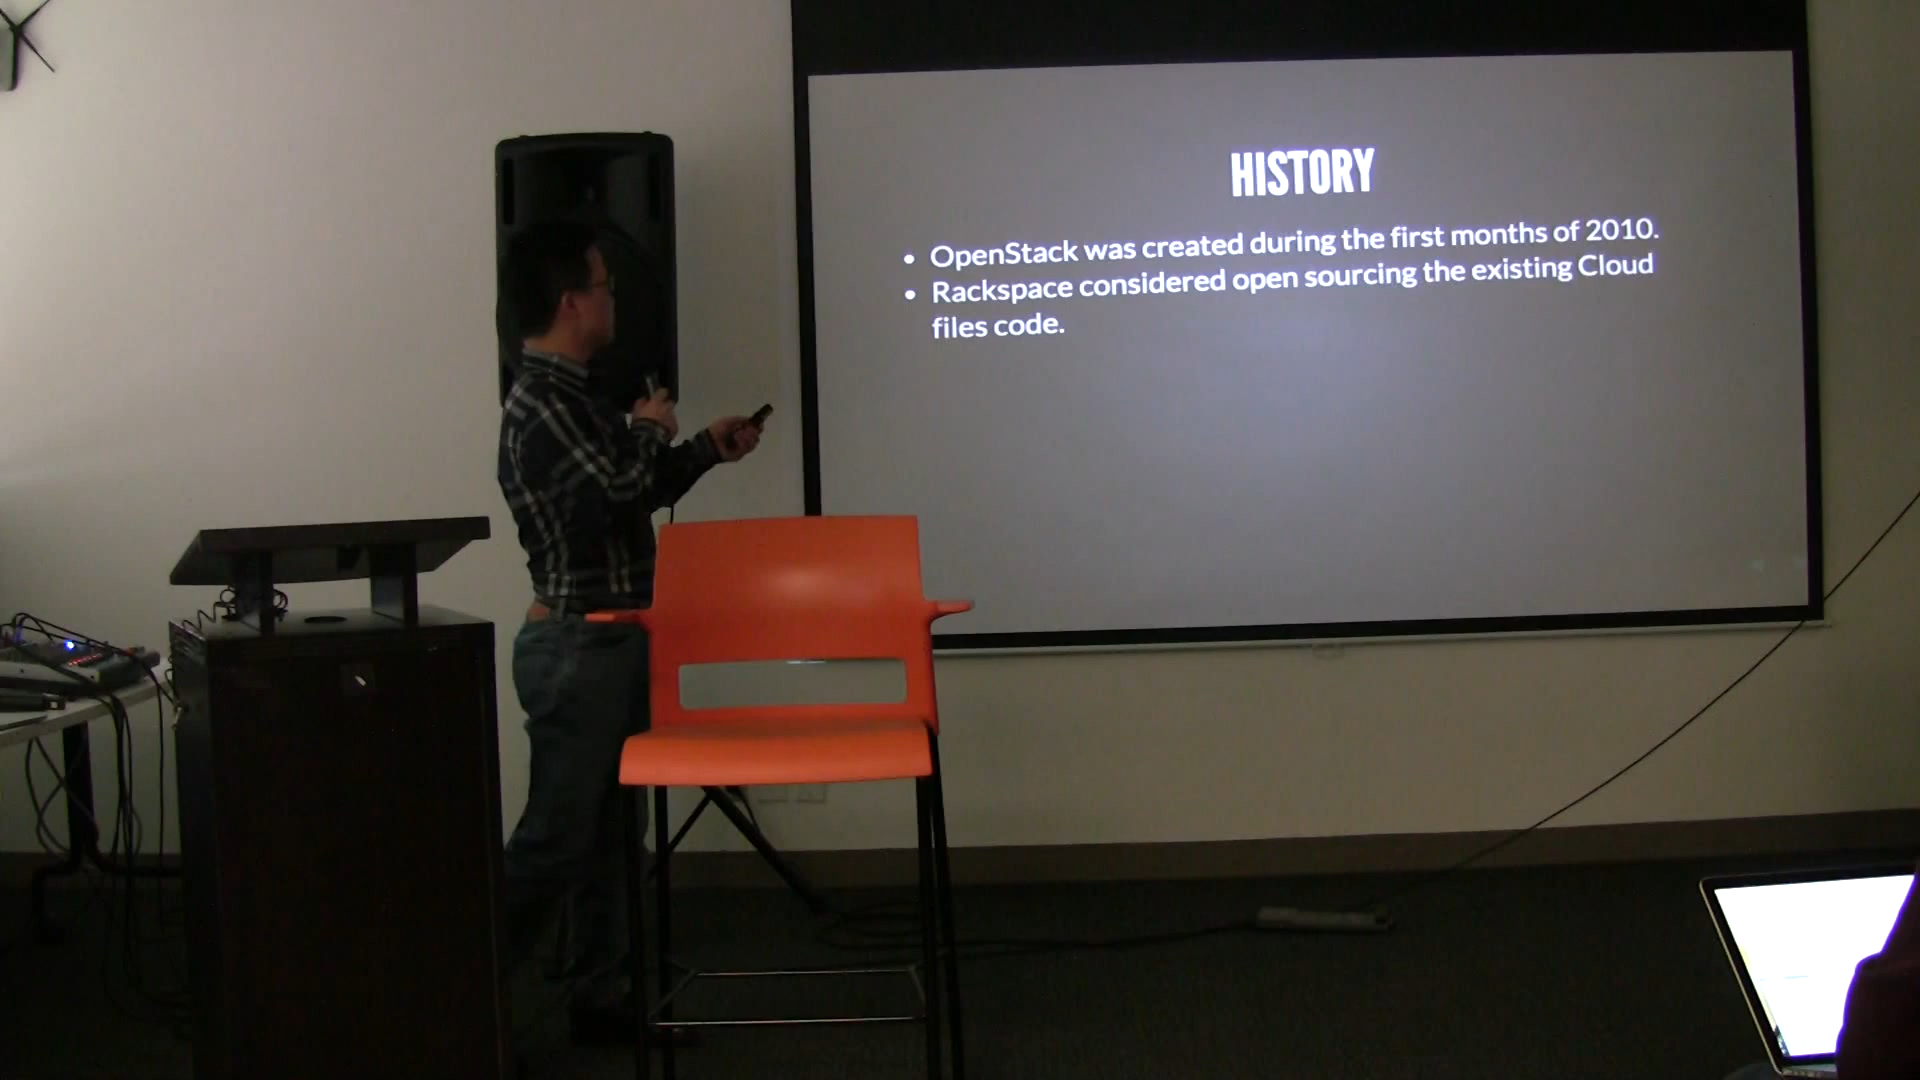 HISTORY
OpenStack was created during the first months of 2010.
Rackspace considered open sourcing the existing Cloud
files code.